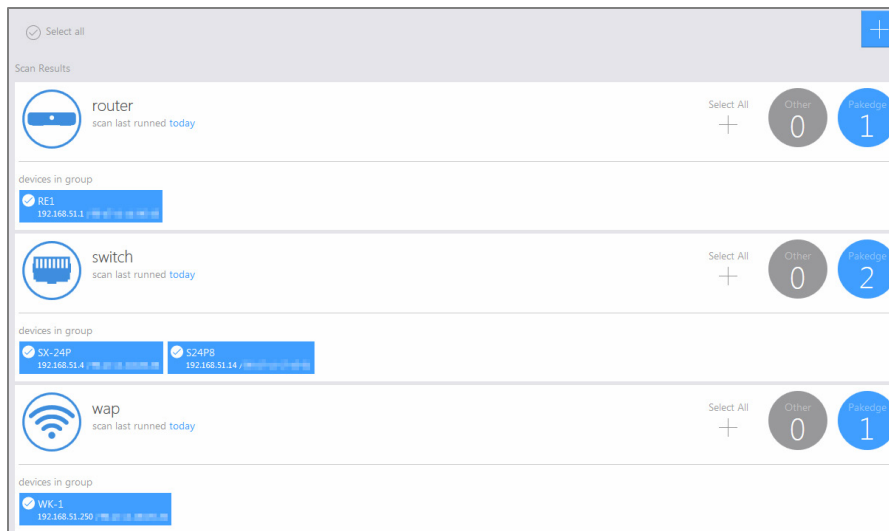 Select all
Scan Results
router
scan last runned today
Select All
Other
0
Pakedge
1
devices in group
RE1
192.168.51.1 /
switch
scan last runned today
Select All
Other
0
Pakedge
2
devices in group
SX-24P
192.168.51.4 /
S24P8
192.168.51.14 /
wap
scan last runned today
Select All
Other
0
Pakedge
1
devices in group
WK-1
192.168.51.250 /